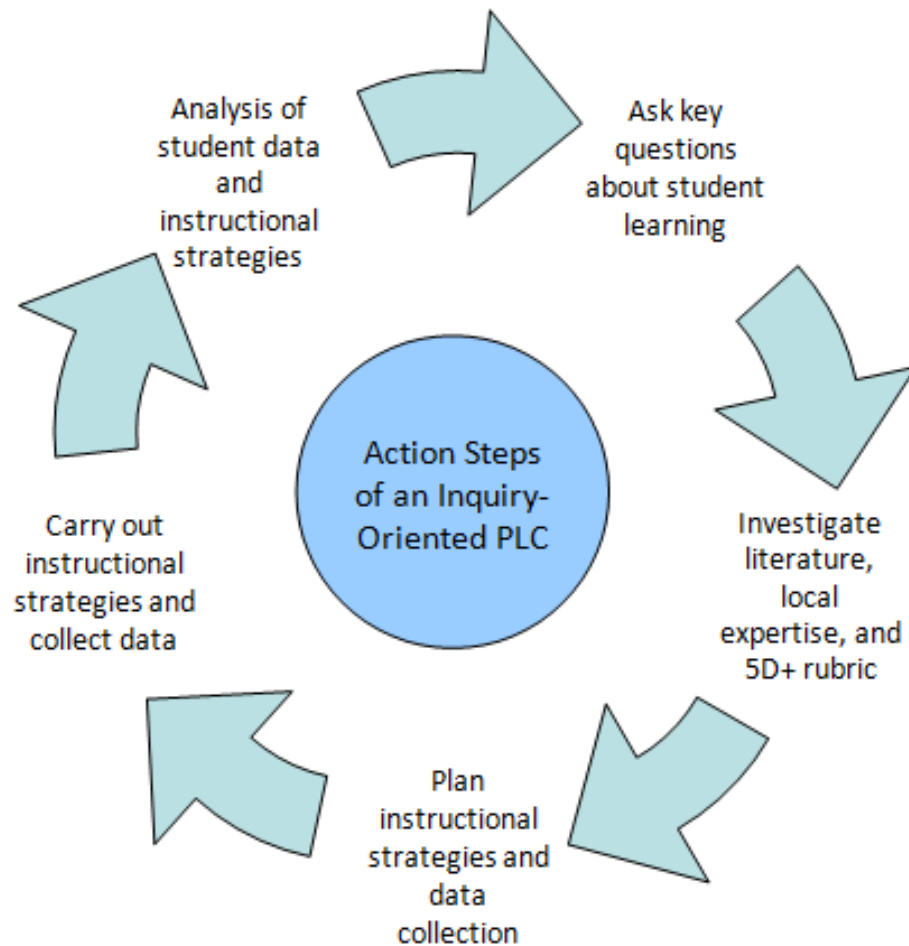 Analysis of
student data
and
instructional
strategies
Ask key
questions
about student
learning
Action Steps
of an Inquiry-
Oriented PLC
Investigate
literature,
local
expertise, and
5D+ rubric
Carry out
instructional
strategies and
collect data
Plan
instructional
strategies and
data
collection